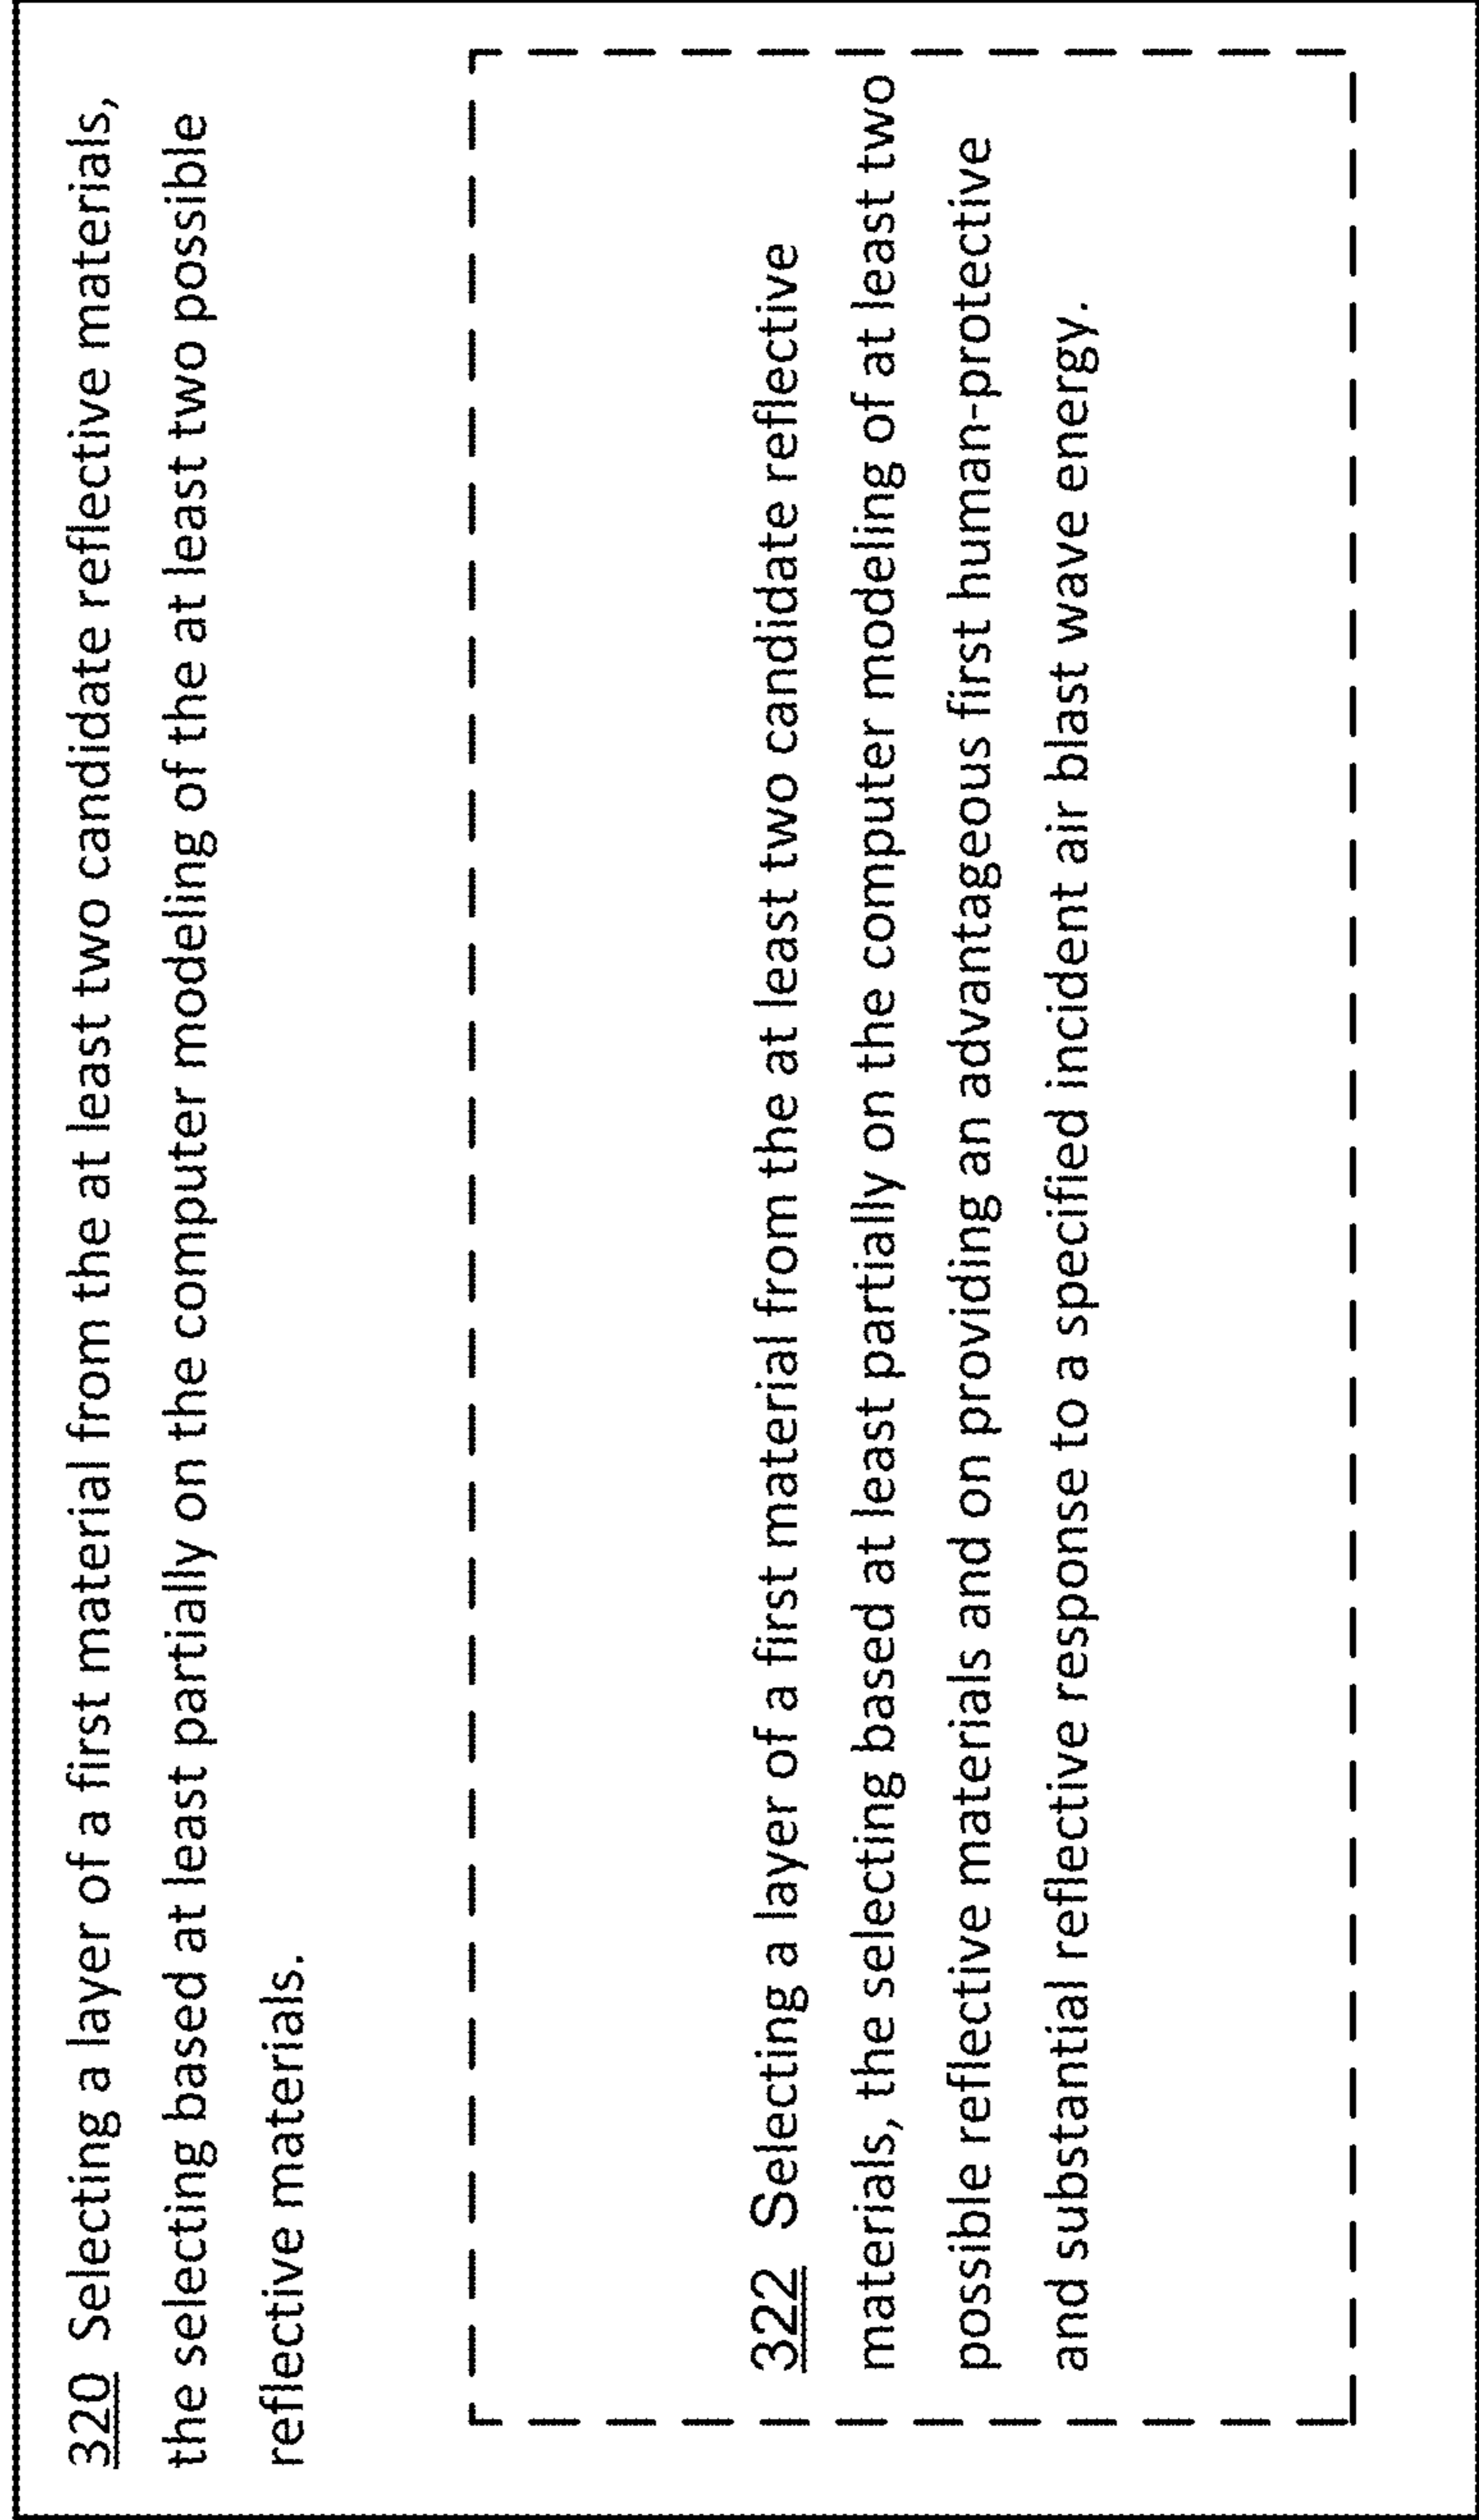 320 Selecting a layer of a first material from the at least two candidate reflective materials,
the selecting based at least partially on the computer modeling of the at least two possible
reflective materials.
322 Selecting a layer of a first material from the at least two candidate reflective
materials, the selecting based at least partially on the computer modeling of at least two
possible reflective materials and on providing an advantageous first human-protective
and substantial reflective response to a specified incident air blast wave energy.